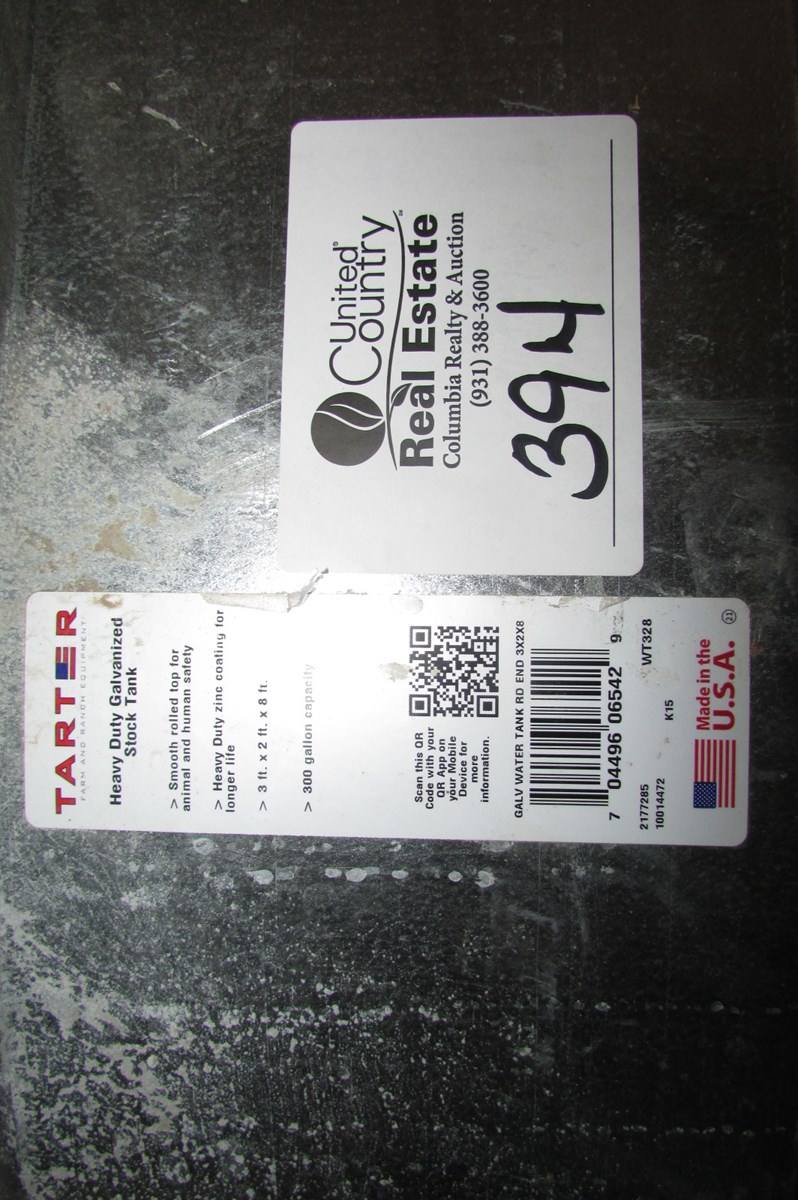 United®
Country℠
Real Estate
Columbia Realty & Auction
(931) 388-3600
394
TARTER
FARM AND RANCH EQUIPMENT
Heavy Duty Galvanized
Stock Tank
> Smooth rolled top for
animal and human safety
> Heavy Duty zinc coating for
longer life
> 3 ft. x 2 ft. x 8 ft.
> 300 gallon capacity
Scan this QR
Code with your
QR App on
your Mobile
Device for
more
information.
GALV WATER TANK RD END 3X2X8
7 04496 06542 9
2177285
10014472
K15
WT328
Made in the
U.S.A.
21